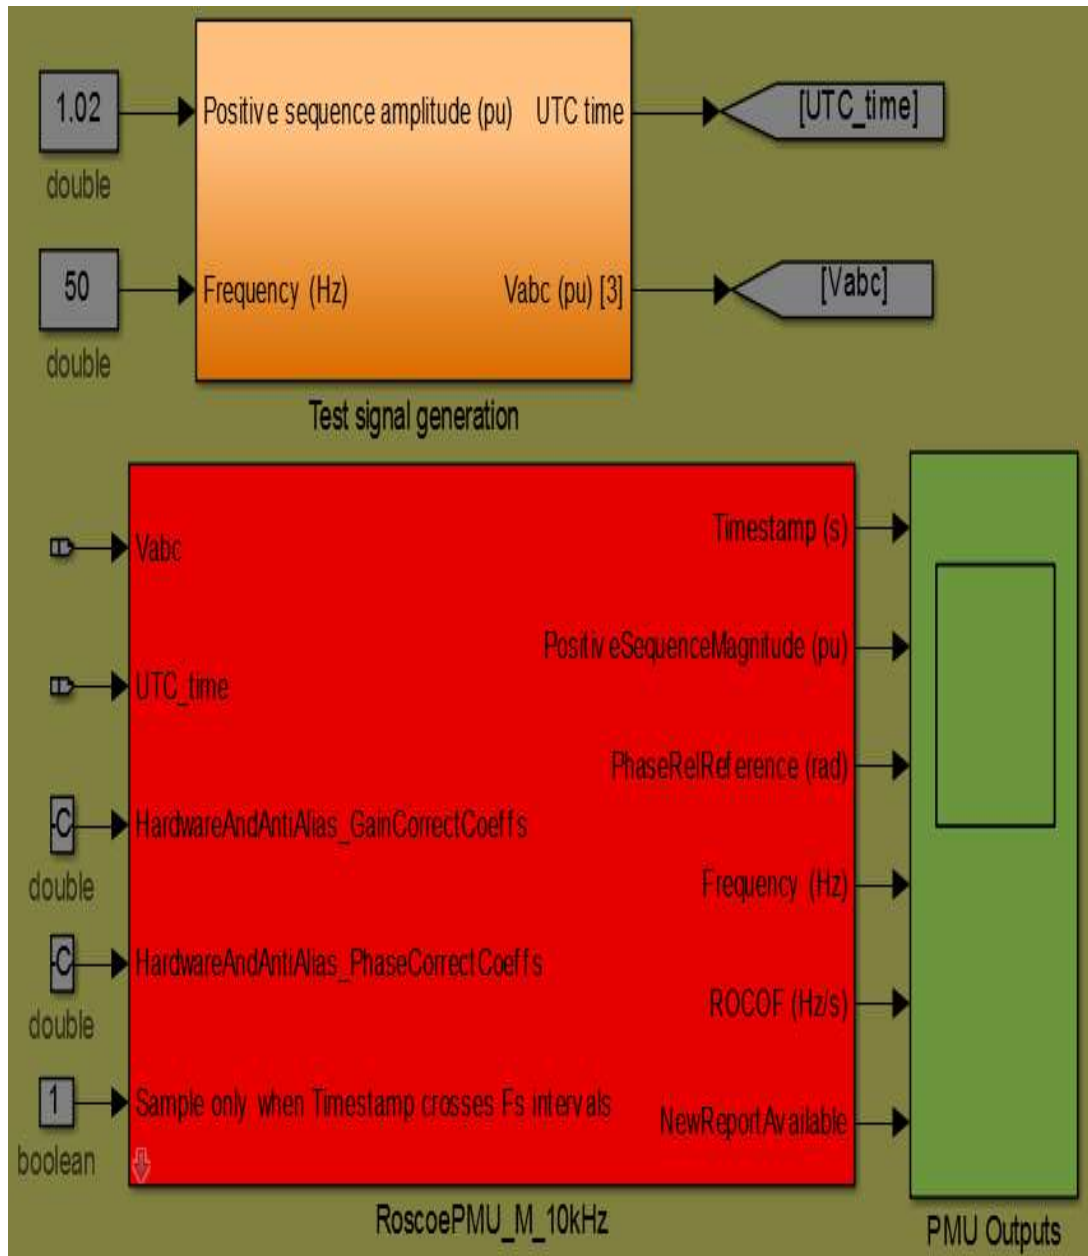 1.02
double
Positive sequence amplitude (pu)
UTC time
[UTC_time]
50
double
Frequency (Hz)
Vabc (pu) [3]
[Vabc]
Test signal generation
Vabc
UTC_time
-C
double
HardwareAndAntiAlias_GainCorrectCoeffs
-C
double
HardwareAndAntiAlias_PhaseCorrectCoeffs
1
boolean
Sample only when Timestamp crosses Fs intervals
Timestamp (s)
PositiveSequenceMagnitude (pu)
PhaseRelReference (rad)
Frequency (Hz)
ROCOF (Hz/s)
NewReportAvailable
RoscoePMU_M_10kHz
PMU Outputs